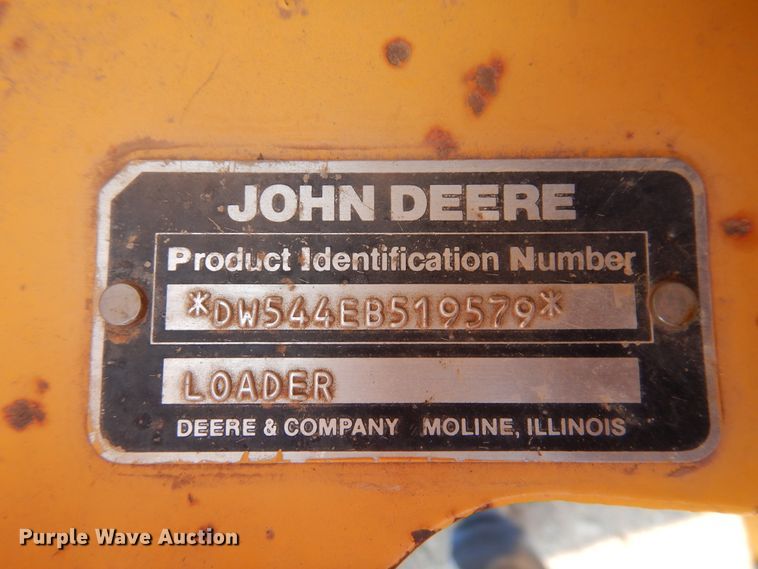 JOHN DEERE
Product Identification Number
*DW544EB519579*
LOADER
DEERE & COMPANY MOLINE, ILLINOIS
Purple Wave Auction